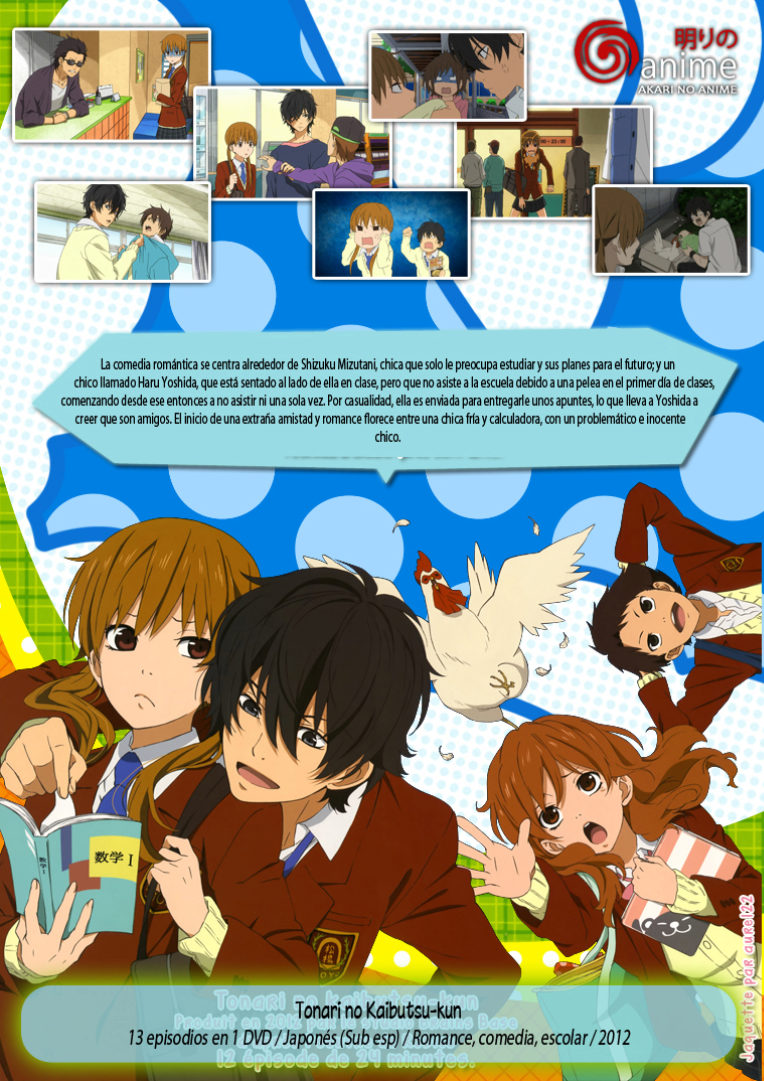 明りの
anime
AKARI NO ANIME
La comedia romántica se centra alrededor de Shizuku Mizutani, chica que solo le preocupa estudiar y sus planes para el futuro; y un
chico llamado Haru Yoshida, que está sentado al lado de ella en clase, pero que no asiste a la escuela debido a una pelea en el primer día de clases,
comenzando desde ese entonces a no asistir ni una sola vez. Por casualidad, ella es enviada para entregarle unos apuntes, lo que lleva a Yoshida a
creer que son amigos. El inicio de una extraña amistad y romance florece entre una chica fría y calculadora, con un problemático e inocente
chico.
数学 I
数学 I
Jaquette par aurel22
Tonari no Kaibutsu-kun
Tonari no Kaibutsu-kun
Produit en 2012 par le studio Brains Base
13 episodios en 1 DVD / Japonés (Sub esp) / Romance, comedia, escolar / 2012
12 épisode de 24 minutes.